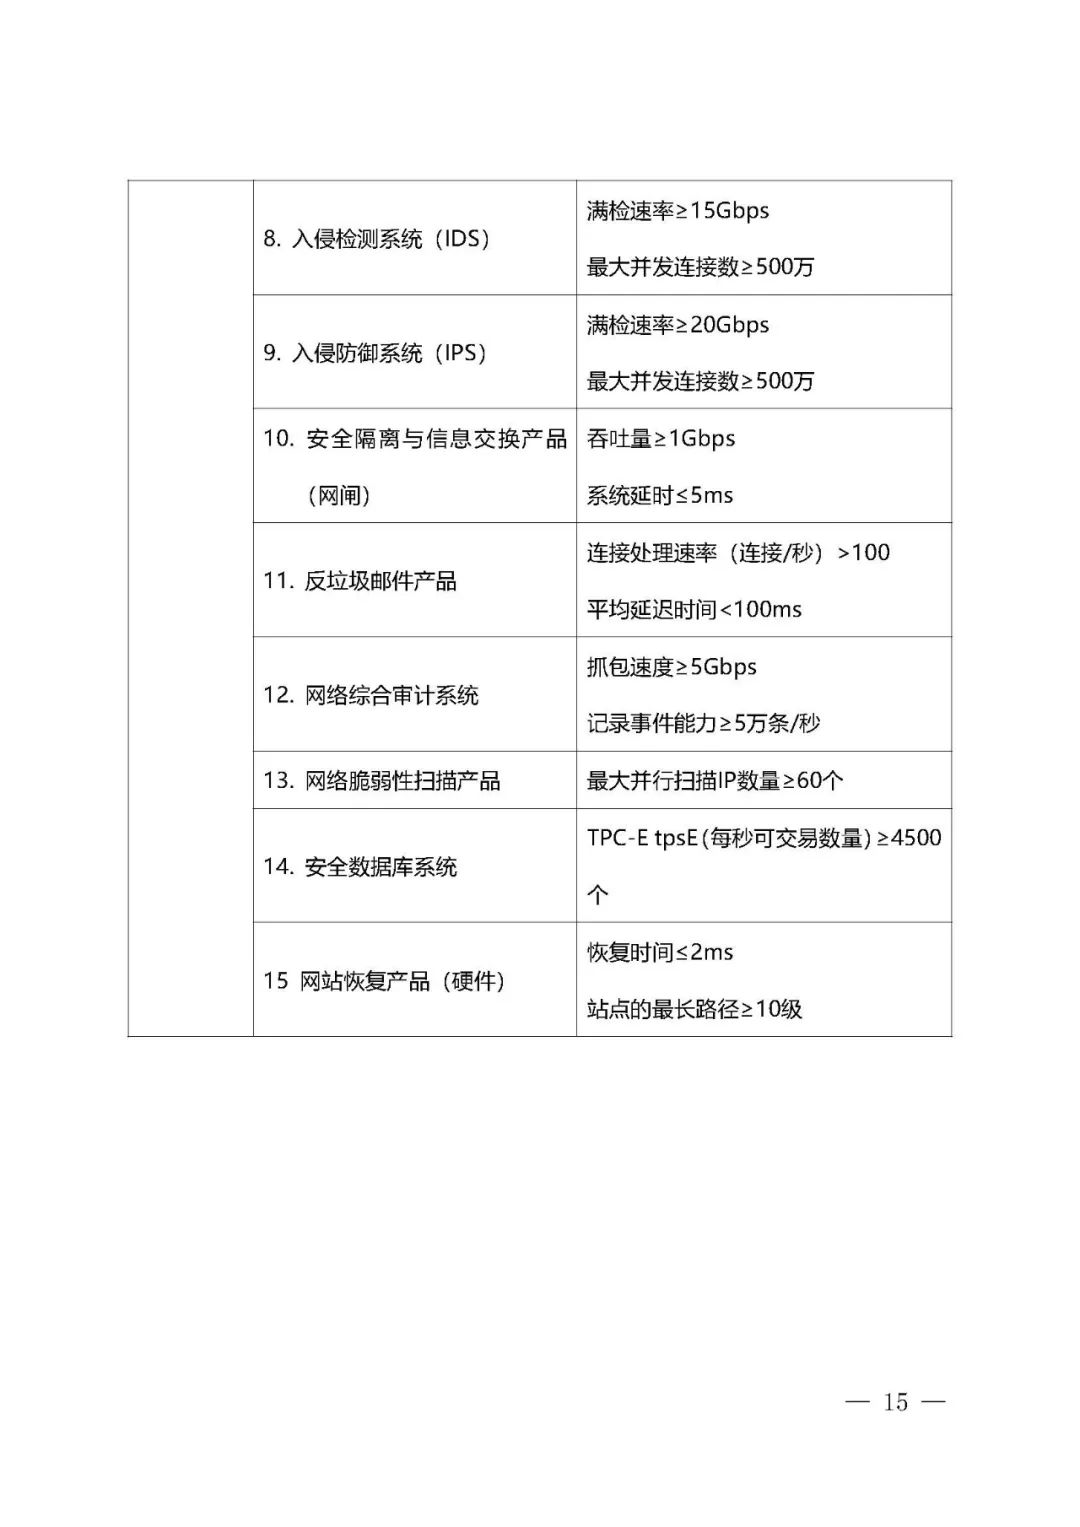 8. 入侵检测系统（IDS）
满检速率≥15Gbps
最大并发连接数≥500万
9. 入侵防御系统（IPS）
满检速率≥20Gbps
最大并发连接数≥500万
10. 安全隔离与信息交换产品
（网闸）
吞吐量≥1Gbps
系统延时≤5ms
11. 反垃圾邮件产品
连接处理速率（连接/秒）>100
平均延迟时间<100ms
12. 网络综合审计系统
抓包速度≥5Gbps
记录事件能力≥5万条/秒
13. 网络脆弱性扫描产品
最大并行扫描IP数量≥60个
14. 安全数据库系统
TPC-E tpsE(每秒可交易数量)≥4500
个
15 网站恢复产品（硬件）
恢复时间≤2ms
站点的最长路径≥10级
— 15 —